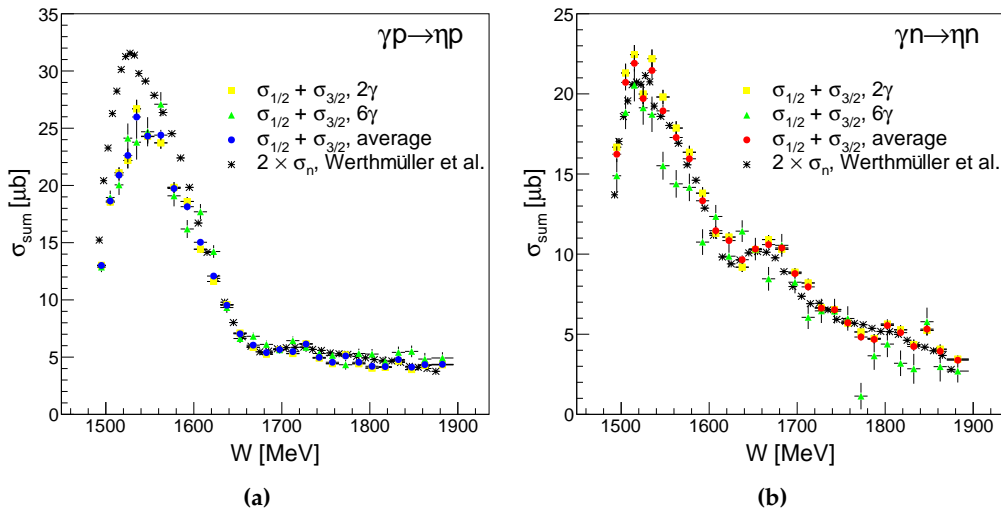 γp→ηp
σ1/2 + σ3/2, 2γ
σ1/2 + σ3/2, 6γ
σ1/2 + σ3/2, average
2 × σn, Werthmüller et al.
σsum [μb]
35
30
25
20
15
10
5
0
1500 1600 1700 1800 1900
W [MeV]
(a)
γn→ηn
σ1/2 + σ3/2, 2γ
σ1/2 + σ3/2, 6γ
σ1/2 + σ3/2, average
2 × σn, Werthmüller et al.
σsum [μb]
25
20
15
10
5
0
1500 1600 1700 1800 1900
W [MeV]
(b)